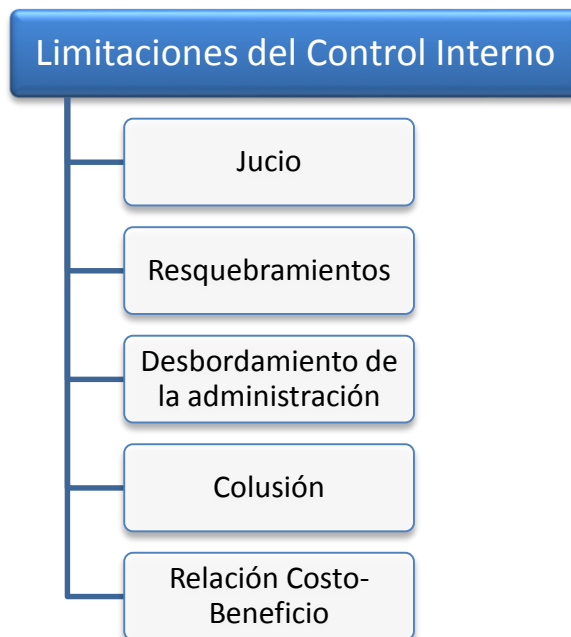 Limitaciones del Control Interno
Jucio
Resquebramientos
Desbordamiento de
la administración
Colusión
Relación Costo-
Beneficio